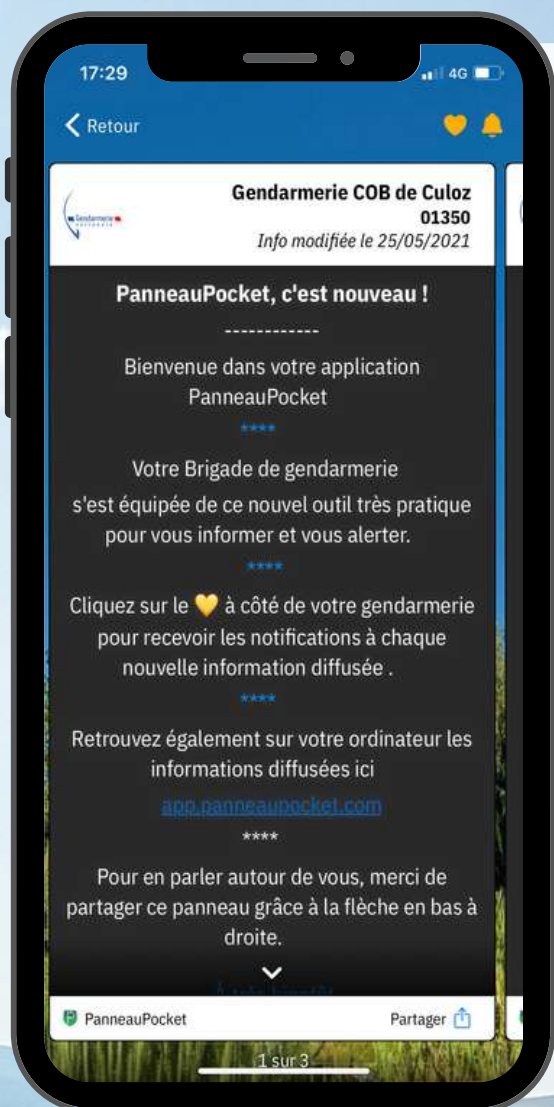 17:29
4G
Retour
Gendarmerie
Gendarmerie COB de Culoz
01350
Info modifiée le 25/05/2021
PanneauPocket, c'est nouveau !
------------
Bienvenue dans votre application
PanneauPocket
****
Votre Brigade de gendarmerie
s'est équipée de ce nouvel outil très pratique
pour vous informer et vous alerter.
****
Cliquez sur le 💛 à côté de votre gendarmerie
pour recevoir les notifications à chaque
nouvelle information diffusée .
****
Retrouvez également sur votre ordinateur les
informations diffusées ici
app.panneaupocket.com
****
Pour en parler autour de vous, merci de
partager ce panneau grâce à la flèche en bas à
droite.
PanneauPocket
Partager
1 sur 3